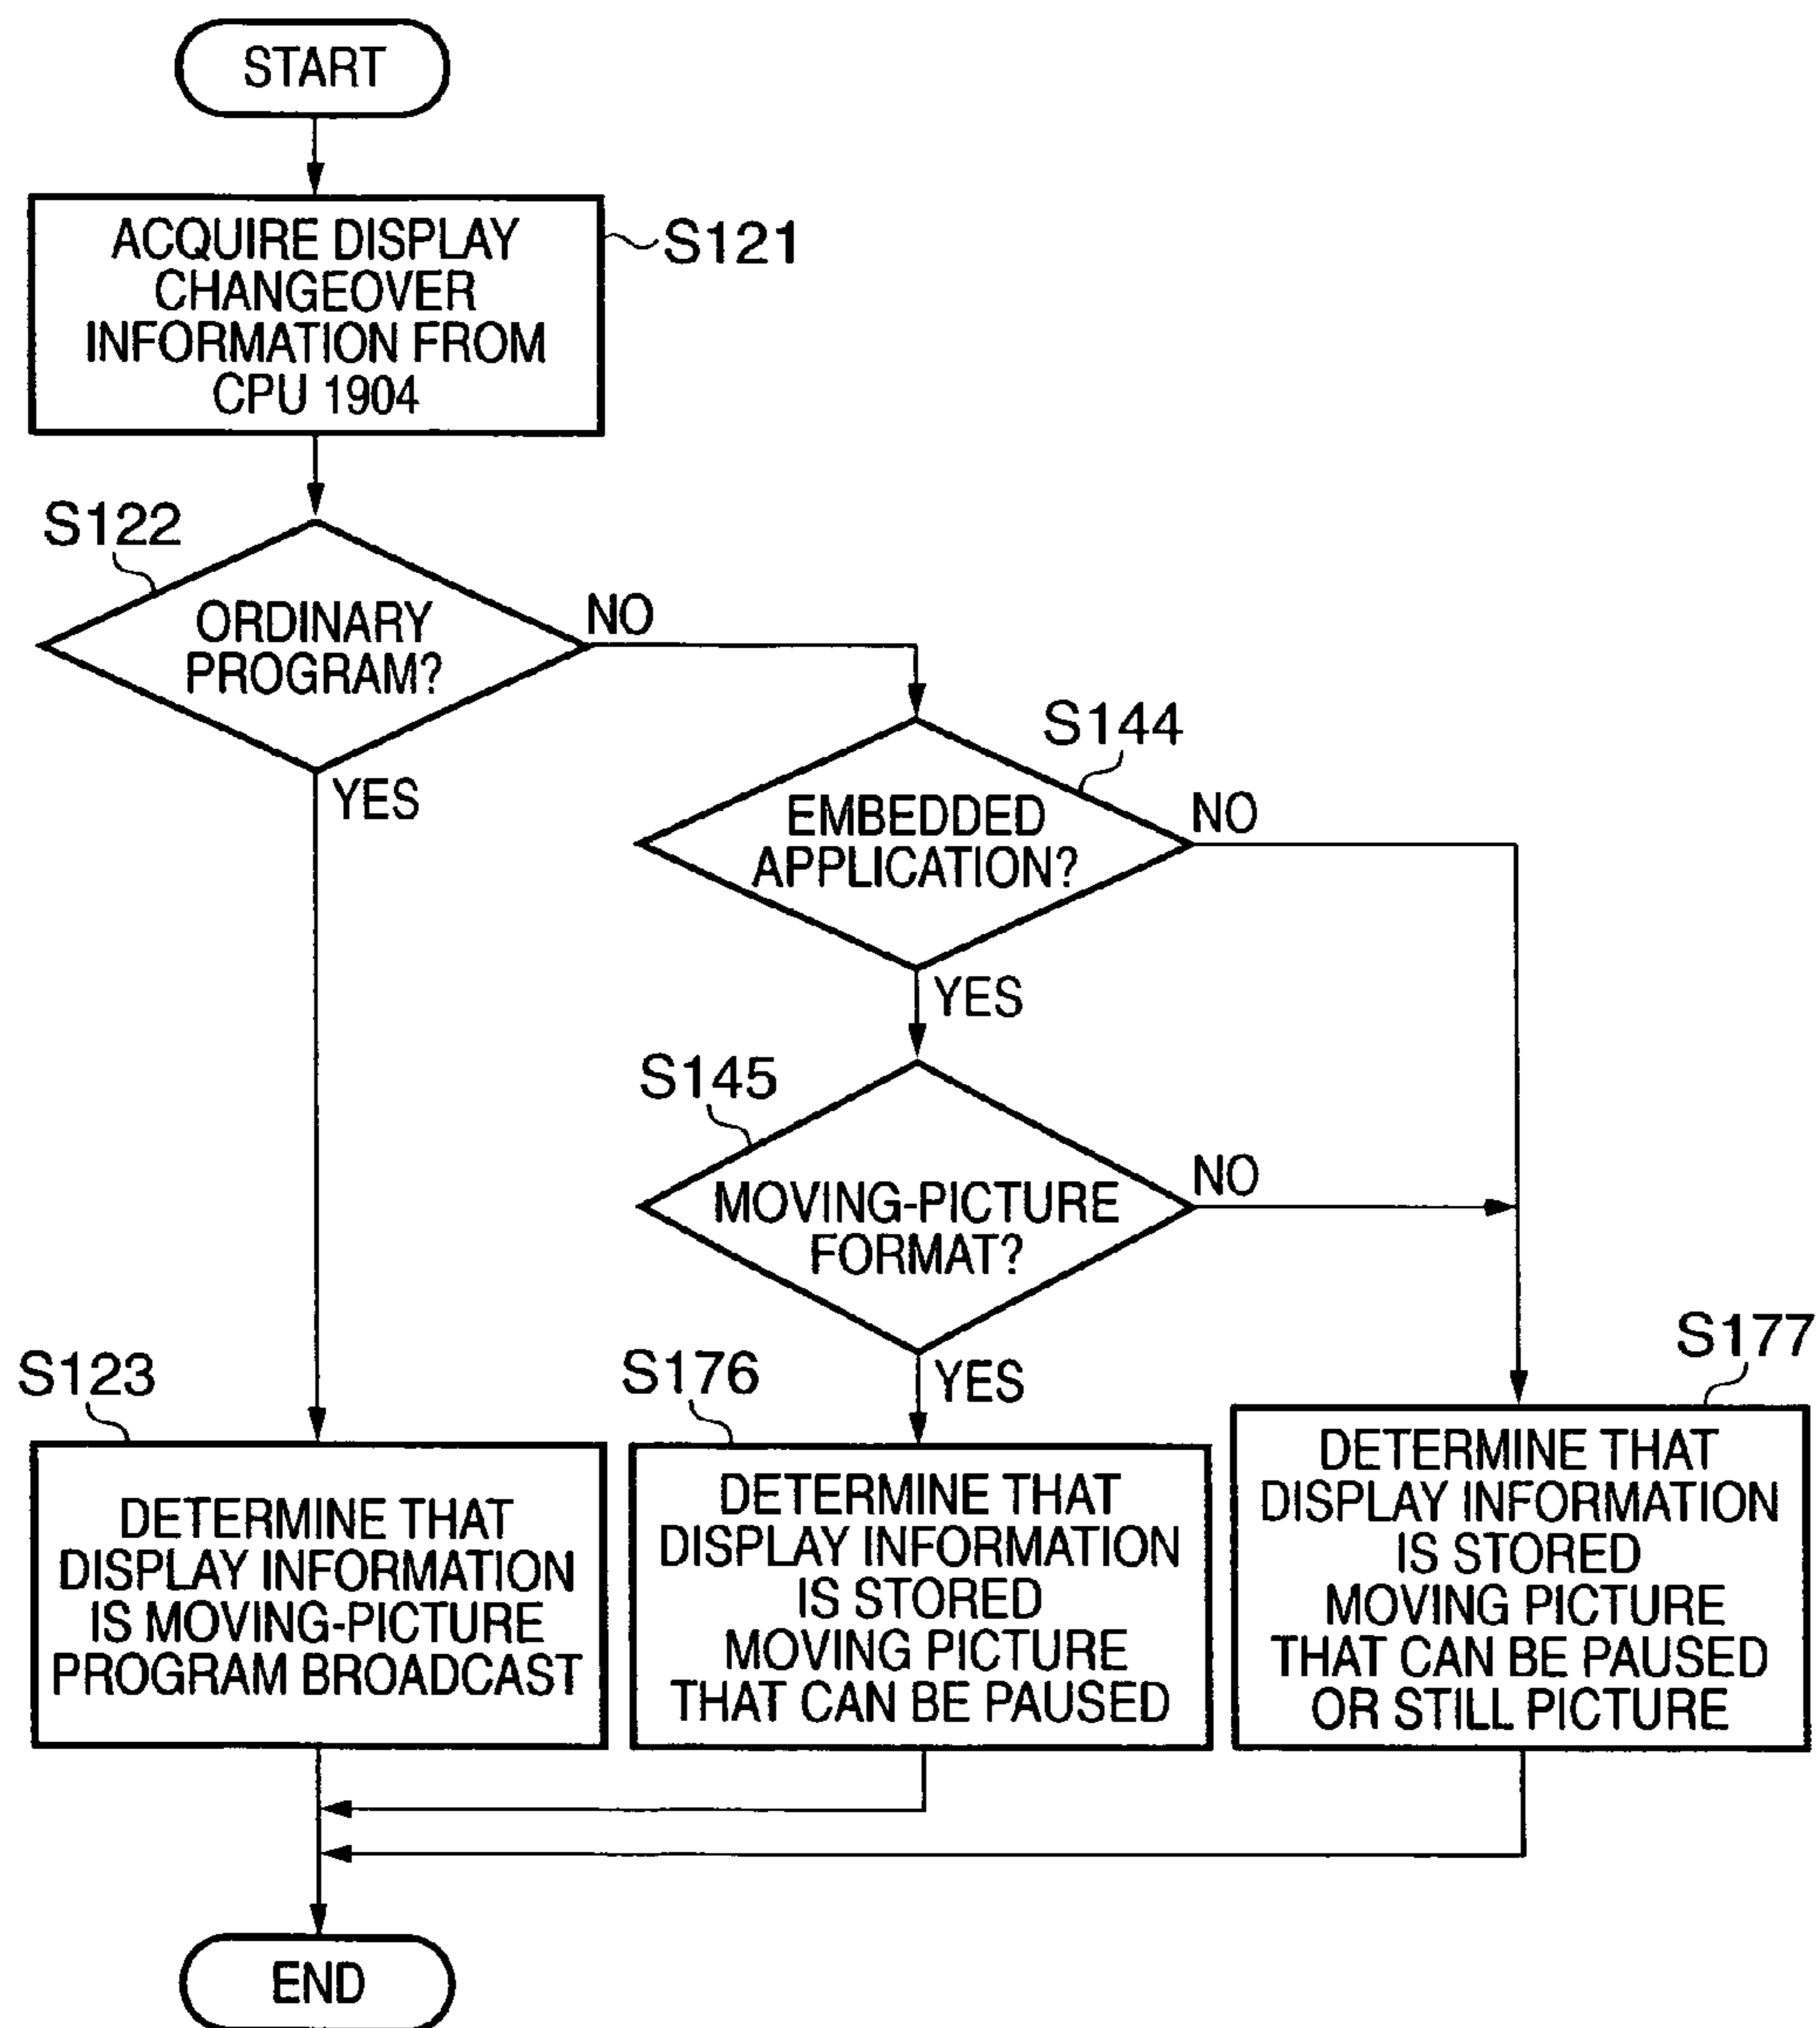 START
ACQUIRE DISPLAY
CHANGEOVER
INFORMATION FROM
CPU 1904
S121
S122
ORDINARY
PROGRAM?
NO
YES
S144
EMBEDDED
APPLICATION?
NO
YES
S145
MOVING-PICTURE
FORMAT?
NO
YES
S123
DETERMINE THAT
DISPLAY INFORMATION
IS MOVING-PICTURE
PROGRAM BROADCAST
S176
DETERMINE THAT
DISPLAY INFORMATION
IS STORED
MOVING PICTURE
THAT CAN BE PAUSED
S177
DETERMINE THAT
DISPLAY INFORMATION
IS STORED
MOVING PICTURE
THAT CAN BE PAUSED
OR STILL PICTURE
END